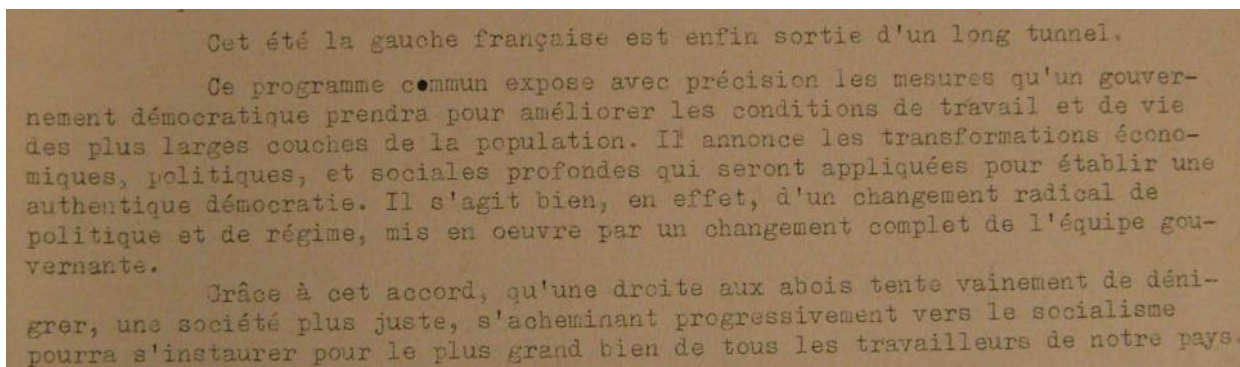 Cet été la gauche française est enfin sortie d'un long tunnel.
Ce programme commun expose avec précision les mesures qu'un gouver-
nement démocratique prendra pour améliorer les conditions de travail et de vie
des plus larges couches de la population. Il annonce les transformations écono-
miques, politiques, et sociales profondes qui seront appliquées pour établir une
authentique démocratie. Il s'agit bien, en effet, d'un changement radical de
politique et de régime, mis en oeuvre par un changement complet de l'équipe gou-
vernante.
Grâce à cet accord, qu'une droite aux abois tente vainement de déni-
grer, une société plus juste, s'acheminant progressivement vers le socialisme
pourra s'instaurer pour le plus grand bien de tous les travailleurs de notre pays.